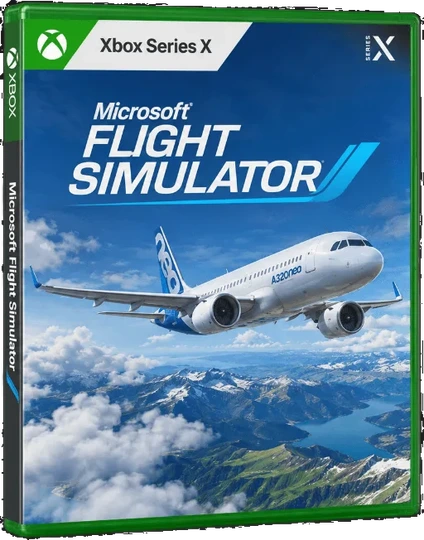 Xbox Series X
SERIES X
Microsoft
FLIGHT
SIMULATOR
A320neo
XBOX
Microsoft Flight Simulator